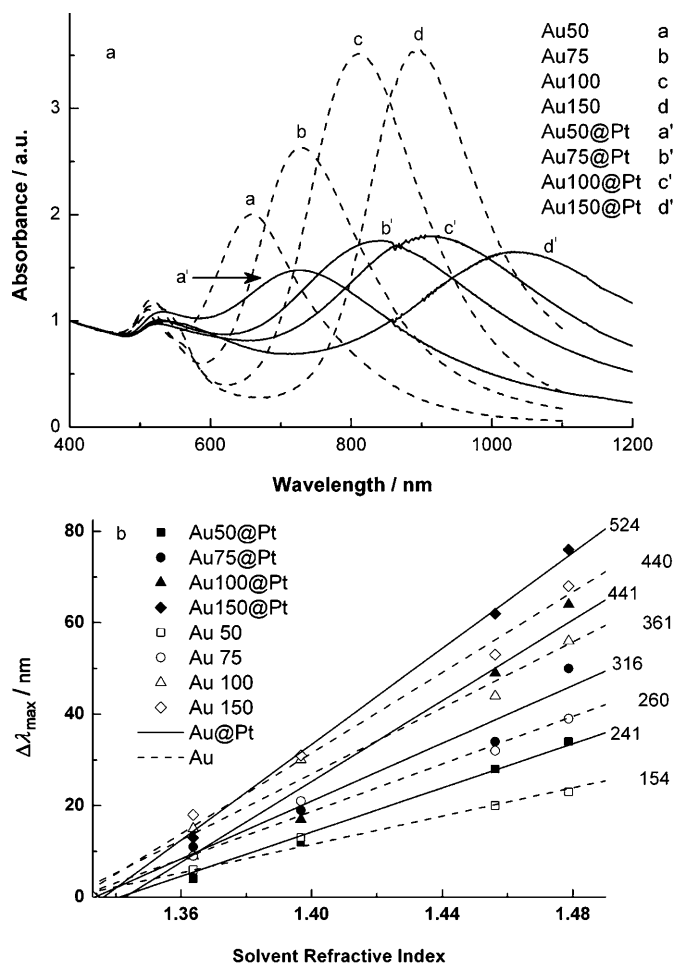 a
Au50 a
Au75 b
Au100 c
Au150 d
Au50@Pt a'
Au75@Pt b'
Au100@Pt c'
Au150@Pt d'
c
d
b
a
a'
b'
c'
d'
3
2
1
0
Absorbance / a.u.
400 600 800 1000 1200
Wavelength / nm
b
Au50@Pt
Au75@Pt
Au100@Pt
Au150@Pt
Au 50
Au 75
Au 100
Au 150
Au@Pt
Au
524
440
441
361
316
260
241
154
80
60
40
20
0
Δλmax / nm
1.36 1.40 1.44 1.48
Solvent Refractive Index